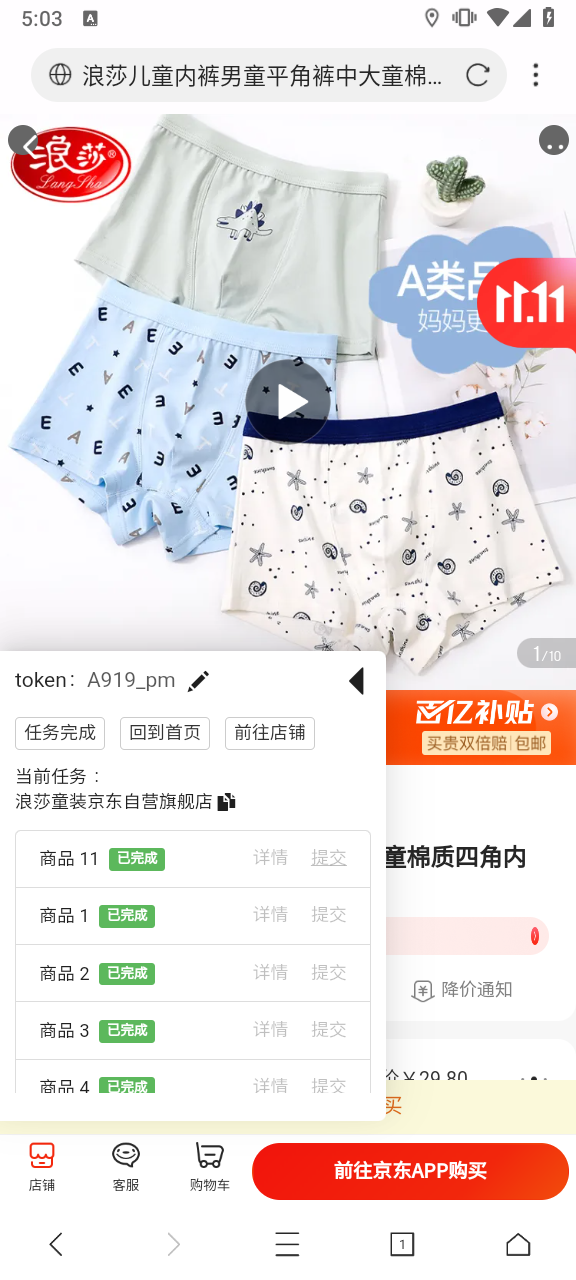 5:03
A
浪莎儿童内裤男童平角裤中大童棉...
浪莎®
LangSha
A类品
妈妈更
11.11
1/10
token: A919_pm
百亿补贴
买贵双倍赔 | 包邮
任务完成 回到首页 前往店铺
当前任务：
浪莎童装京东自营旗舰店
商品 11 已完成 详情 提交
童棉质四角内
商品 1 已完成 详情 提交
商品 2 已完成 详情 提交
降价通知
商品 3 已完成 详情 提交
商品 4 已完成 详情 提交
价￥29.80
买
店铺 客服 购物车 前往京东APP购买
1